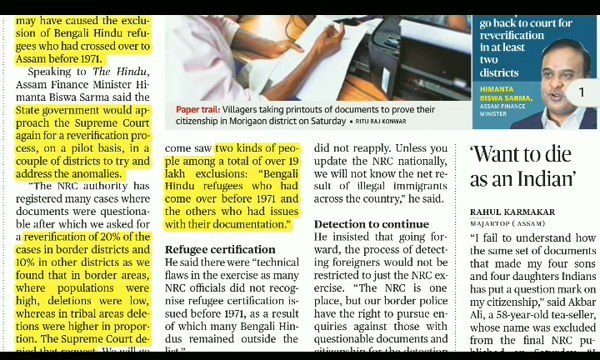 may have caused the exclu-
sion of Bengali Hindu refu-
gees who had crossed over to
Assam before 1971.
Speaking to The Hindu,
Assam Finance Minister Hi-
manta Biswa Sarma said the
State government would ap-
proach the Supreme Court
again for a reverification pro-
cess, on a pilot basis, in a
couple of districts to try and
address the anomalies.
"The NRC authority has
registered many cases where
documents were questiona-
ble after which we asked for
a reverification of 20% of the
cases in border districts and
10% in other districts as we
found that in border areas,
where populations were
high, deletions were low,
whereas in tribal areas dele-
tions were higher in propor-
tion. The Supreme Court de-
nied that request. We will go
Paper trail: Villagers taking printouts of documents to prove their
citizenship in Morigaon district on Saturday • RITU RAJ KONWAR
come saw two kinds of peo-
ple among a total of over 19
lakh exclusions: "Bengali
Hindu refugees who had
come over before 1971 and
the others who had issues
with their documentation."
Refugee certification
He said there were "technical
flaws in the exercise as many
NRC officials did not recog-
nise refugee certification is-
sued before 1971, as a result
of which many Bengali Hin-
dus remained outside the
list."
did not reapply. Unless you
update the NRC nationally,
we will not know the net re-
sult of illegal immigrants
across the country," he said.
Detection to continue
He insisted that going for-
ward, the process of detect-
ing foreigners would not be
restricted to just the NRC ex-
ercise. "The NRC is one
place, but our border police
have the right to pursue en-
quiries against those with
questionable documents and
citizenship for the detection
go back to court for
reverification
in at least
two
districts
HIMANTA
BISWA SARMA,
ASSAM FINANCE
MINISTER
1
'Want to die
as an Indian'
RAHUL KARMAKAR
MAJARTOP (ASSAM)
"I fail to understand how
the same set of documents
that made my four sons
and four daughters Indians
has put a question mark on
my citizenship," said Akbar
Ali, a 58-year-old tea-seller,
whose name was excluded
from the final NRC pu-